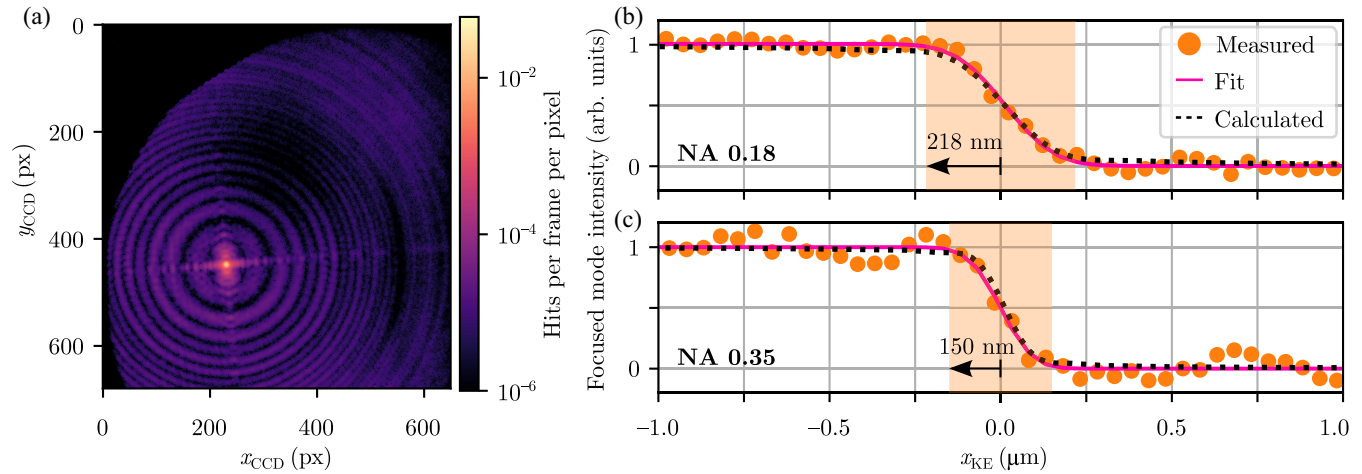 (a)
0
200
400
600
y_CCD (px)
0
200
400
600
x_CCD (px)
10⁻²
10⁻⁴
10⁻⁶
Hits per frame per pixel
(b)
1
0
Focused mode intensity (arb. units)
NA 0.18
218 nm
Measured
Fit
Calculated
(c)
1
0
NA 0.35
150 nm
−1.0
−0.5
0.0
0.5
1.0
x_KE (μm)